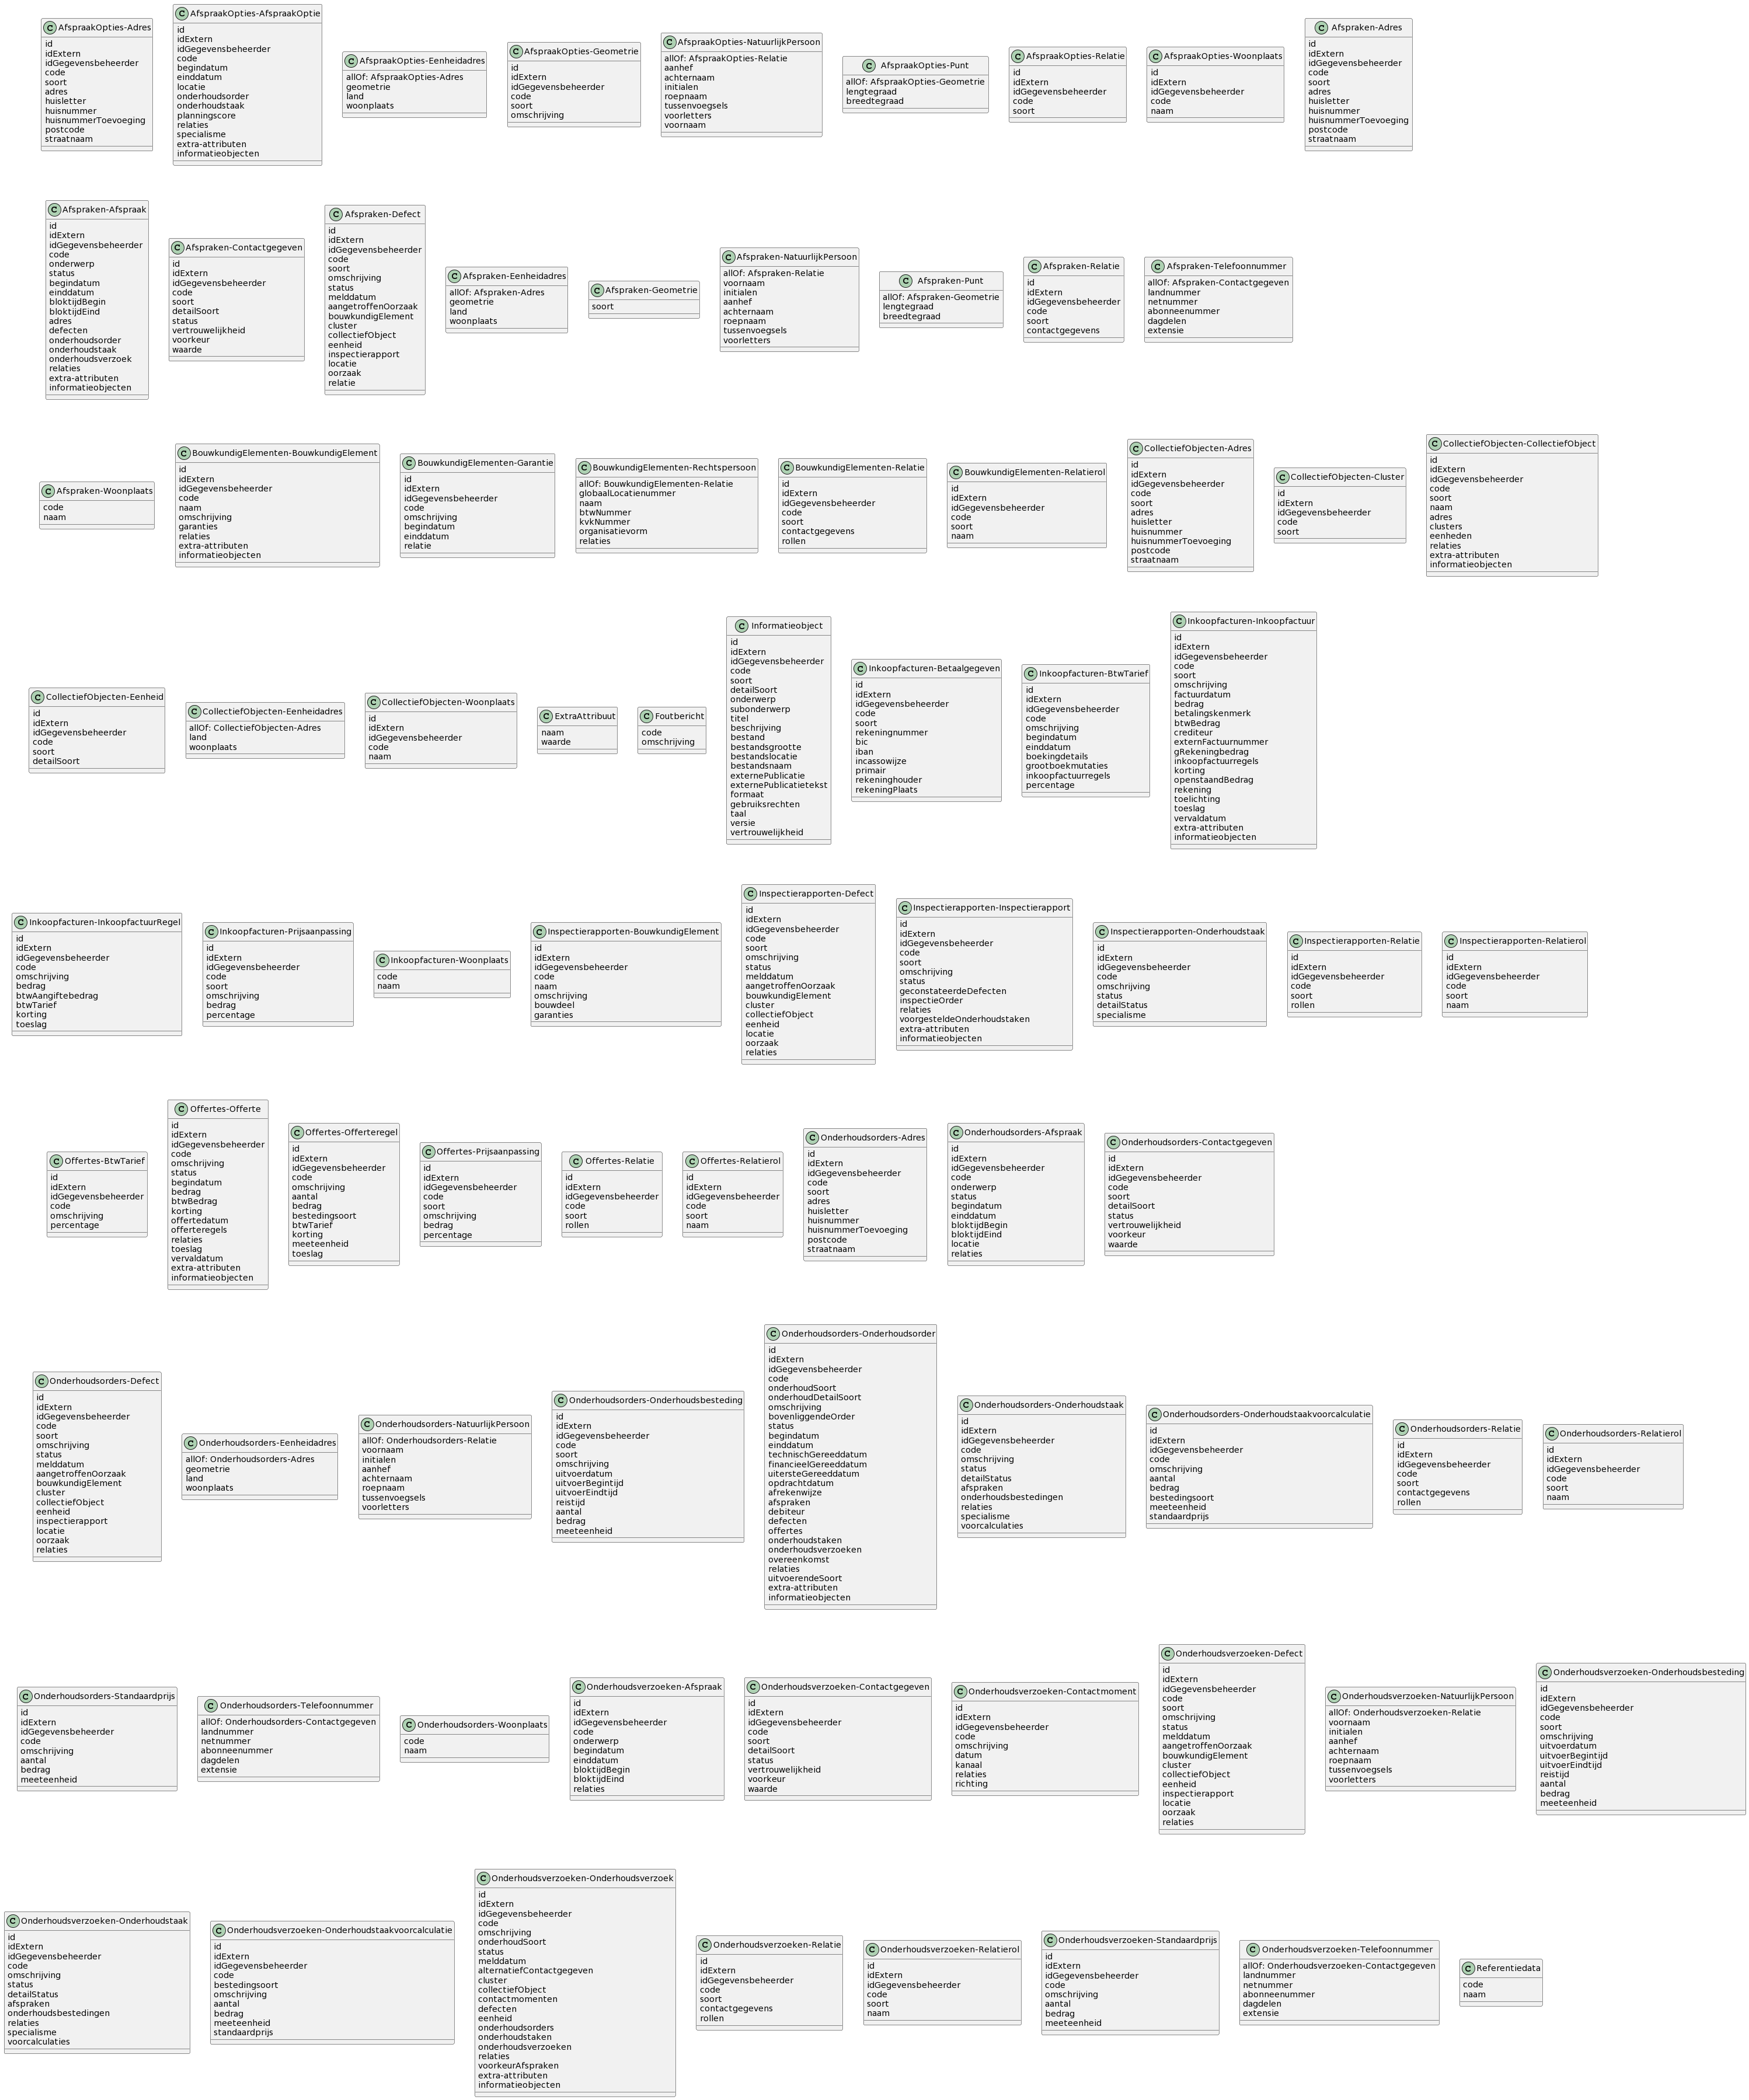 C AfspraakOpties-Adres
id
idExtern
idGegevensbeheerder
code
soort
adres
huisletter
huisnummer
huisnummerToevoeging
postcode
straatnaam
C AfspraakOpties-AfspraakOptie
id
idExtern
idGegevensbeheerder
code
begindatum
einddatum
locatie
onderhoudsorder
onderhoudstaak
planningscore
relaties
specialisme
extra-attributen
informatieobjecten
C AfspraakOpties-Eenheidadres
allOf: AfspraakOpties-Adres
geometrie
land
woonplaats
C AfspraakOpties-Geometrie
id
idExtern
idGegevensbeheerder
code
soort
omschrijving
C AfspraakOpties-NatuurlijkPersoon
allOf: AfspraakOpties-Relatie
aanhef
achternaam
initialen
roepnaam
tussenvoegsels
voorletters
voornaam
C AfspraakOpties-Punt
allOf: AfspraakOpties-Geometrie
lengtegraad
breedtegraad
C AfspraakOpties-Relatie
id
idExtern
idGegevensbeheerder
code
soort
C AfspraakOpties-Woonplaats
id
idExtern
idGegevensbeheerder
code
naam
C Afspraken-Adres
id
idExtern
idGegevensbeheerder
code
soort
adres
huisletter
huisnummer
huisnummerToevoeging
postcode
straatnaam
C Afspraken-Afspraak
id
idExtern
idGegevensbeheerder
code
onderwerp
status
begindatum
einddatum
bloktijdBegin
bloktijdEind
adres
defecten
onderhoudsorder
onderhoudstaak
onderhoudsverzoek
relaties
extra-attributen
informatieobjecten
C Afspraken-Contactgegeven
id
idExtern
idGegevensbeheerder
code
soort
detailSoort
status
vertrouwelijkheid
voorkeur
waarde
C Afspraken-Defect
id
idExtern
idGegevensbeheerder
code
soort
omschrijving
status
melddatum
aangetroffenOorzaak
bouwkundigElement
cluster
collectiefObject
eenheid
inspectierapport
locatie
oorzaak
relatie
C Afspraken-Eenheidadres
allOf: Afspraken-Adres
geometrie
land
woonplaats
C Afspraken-Geometrie
soort
C Afspraken-NatuurlijkPersoon
allOf: Afspraken-Relatie
voornaam
initialen
aanhef
achternaam
roepnaam
tussenvoegsels
voorletters
C Afspraken-Punt
allOf: Afspraken-Geometrie
lengtegraad
breedtegraad
C Afspraken-Relatie
id
idExtern
idGegevensbeheerder
code
soort
contactgegevens
C Afspraken-Telefoonnummer
allOf: Afspraken-Contactgegeven
landnummer
netnummer
abonneenummer
dagdelen
extensie
C Afspraken-Woonplaats
code
naam
C BouwkundigElementen-BouwkundigElement
id
idExtern
idGegevensbeheerder
code
naam
omschrijving
garanties
relaties
extra-attributen
informatieobjecten
C BouwkundigElementen-Garantie
id
idExtern
idGegevensbeheerder
code
omschrijving
begindatum
einddatum
relatie
C BouwkundigElementen-Rechtspersoon
allOf: BouwkundigElementen-Relatie
globaalLocatienummer
naam
btwNummer
kvkNummer
organisatievorm
relaties
C BouwkundigElementen-Relatie
id
idExtern
idGegevensbeheerder
code
soort
contactgegevens
rollen
C BouwkundigElementen-Relatierol
id
idExtern
idGegevensbeheerder
code
soort
naam
C CollectiefObjecten-Adres
id
idExtern
idGegevensbeheerder
code
soort
adres
huisletter
huisnummer
huisnummerToevoeging
postcode
straatnaam
C CollectiefObjecten-Cluster
id
idExtern
idGegevensbeheerder
code
soort
C CollectiefObjecten-CollectiefObject
id
idExtern
idGegevensbeheerder
code
soort
naam
adres
clusters
eenheden
relaties
extra-attributen
informatieobjecten
C CollectiefObjecten-Eenheid
id
idExtern
idGegevensbeheerder
code
soort
detailSoort
C CollectiefObjecten-Eenheidadres
allOf: CollectiefObjecten-Adres
land
woonplaats
C CollectiefObjecten-Woonplaats
id
idExtern
idGegevensbeheerder
code
naam
C ExtraAttribuut
naam
waarde
C Foutbericht
code
omschrijving
C Informatieobject
id
idExtern
idGegevensbeheerder
code
soort
detailSoort
onderwerp
subonderwerp
titel
beschrijving
bestand
bestandsgrootte
bestandslocatie
bestandsnaam
externePublicatie
externePublicatietekst
formaat
gebruiksrechten
taal
versie
vertrouwelijkheid
C Inkoopfacturen-Betaalgegeven
id
idExtern
idGegevensbeheerder
code
soort
rekeningnummer
bic
iban
incassowijze
primair
rekeninghouder
rekeningPlaats
C Inkoopfacturen-BtwTarief
id
idExtern
idGegevensbeheerder
code
omschrijving
begindatum
einddatum
boekingdetails
grootboekmutaties
inkoopfactuurregels
percentage
C Inkoopfacturen-Inkoopfactuur
id
idExtern
idGegevensbeheerder
code
soort
omschrijving
factuurdatum
bedrag
betalingskenmerk
btwBedrag
crediteur
externFactuurnummer
gRekeningbedrag
inkoopfactuurregels
korting
openstaandBedrag
rekening
toelichting
toeslag
vervaldatum
extra-attributen
informatieobjecten
C Inkoopfacturen-InkoopfactuurRegel
id
idExtern
idGegevensbeheerder
code
omschrijving
bedrag
btwAangiftebedrag
btwTarief
korting
toeslag
C Inkoopfacturen-Prijsaanpassing
id
idExtern
idGegevensbeheerder
code
soort
omschrijving
bedrag
percentage
C Inkoopfacturen-Woonplaats
code
naam
C Inspectierapporten-BouwkundigElement
id
idExtern
idGegevensbeheerder
code
naam
omschrijving
bouwdeel
garanties
C Inspectierapporten-Defect
id
idExtern
idGegevensbeheerder
code
soort
omschrijving
status
melddatum
aangetroffenOorzaak
bouwkundigElement
cluster
collectiefObject
eenheid
locatie
oorzaak
relaties
C Inspectierapporten-Inspectierapport
id
idExtern
idGegevensbeheerder
code
soort
omschrijving
status
geconstateerdeDefecten
inspectieOrder
relaties
voorgesteldeOnderhoudstaken
extra-attributen
informatieobjecten
C Inspectierapporten-Onderhoudstaak
id
idExtern
idGegevensbeheerder
code
omschrijving
status
detailStatus
specialisme
C Inspectierapporten-Relatie
id
idExtern
idGegevensbeheerder
code
soort
rollen
C Inspectierapporten-Relatierol
id
idExtern
idGegevensbeheerder
code
soort
naam
C Offertes-BtwTarief
id
idExtern
idGegevensbeheerder
code
omschrijving
percentage
C Offertes-Offerte
id
idExtern
idGegevensbeheerder
code
omschrijving
status
begindatum
bedrag
btwBedrag
korting
offertedatum
offerteregels
relaties
toeslag
vervaldatum
extra-attributen
informatieobjecten
C Offertes-Offerteregel
id
idExtern
idGegevensbeheerder
code
omschrijving
aantal
bedrag
bestedingsoort
btwTarief
korting
meeteenheid
toeslag
C Offertes-Prijsaanpassing
id
idExtern
idGegevensbeheerder
code
soort
omschrijving
bedrag
percentage
C Offertes-Relatie
id
idExtern
idGegevensbeheerder
code
soort
rollen
C Offertes-Relatierol
id
idExtern
idGegevensbeheerder
code
soort
naam
C Onderhoudsorders-Adres
id
idExtern
idGegevensbeheerder
code
soort
adres
huisletter
huisnummer
huisnummerToevoeging
postcode
straatnaam
C Onderhoudsorders-Afspraak
id
idExtern
idGegevensbeheerder
code
onderwerp
status
begindatum
einddatum
bloktijdBegin
bloktijdEind
locatie
relaties
C Onderhoudsorders-Contactgegeven
id
idExtern
idGegevensbeheerder
code
soort
detailSoort
status
vertrouwelijkheid
voorkeur
waarde
C Onderhoudsorders-Defect
id
idExtern
idGegevensbeheerder
code
soort
omschrijving
status
melddatum
aangetroffenOorzaak
bouwkundigElement
cluster
collectiefObject
eenheid
inspectierapport
locatie
oorzaak
relaties
C Onderhoudsorders-Eenheidadres
allOf: Onderhoudsorders-Adres
geometrie
land
woonplaats
C Onderhoudsorders-NatuurlijkPersoon
allOf: Onderhoudsorders-Relatie
voornaam
initialen
aanhef
achternaam
roepnaam
tussenvoegsels
voorletters
C Onderhoudsorders-Onderhoudsbesteding
id
idExtern
idGegevensbeheerder
code
soort
omschrijving
uitvoerdatum
uitvoerBegintijd
uitvoerEindtijd
reistijd
aantal
bedrag
meeteenheid
C Onderhoudsorders-Onderhoudsorder
id
idExtern
idGegevensbeheerder
code
onderhoudSoort
onderhoudDetailSoort
omschrijving
bovenliggendeOrder
status
begindatum
einddatum
technischGereeddatum
financieelGereeddatum
uitersteGereeddatum
opdrachtdatum
afrekenwijze
afspraken
debiteur
defecten
offertes
onderhoudstaken
onderhoudsverzoeken
overeenkomst
relaties
uitvoerendeSoort
extra-attributen
informatieobjecten
C Onderhoudsorders-Onderhoudstaak
id
idExtern
idGegevensbeheerder
code
omschrijving
status
detailStatus
afspraken
onderhoudsbestedingen
relaties
specialisme
voorcalculaties
C Onderhoudsorders-Onderhoudstaakvoorcalculatie
id
idExtern
idGegevensbeheerder
code
omschrijving
aantal
bedrag
bestedingsoort
meeteenheid
standaardprijs
C Onderhoudsorders-Relatie
id
idExtern
idGegevensbeheerder
code
soort
contactgegevens
rollen
C Onderhoudsorders-Relatierol
id
idExtern
idGegevensbeheerder
code
soort
naam
C Onderhoudsorders-Standaardprijs
id
idExtern
idGegevensbeheerder
code
omschrijving
aantal
bedrag
meeteenheid
C Onderhoudsorders-Telefoonnummer
allOf: Onderhoudsorders-Contactgegeven
landnummer
netnummer
abonneenummer
dagdelen
extensie
C Onderhoudsorders-Woonplaats
code
naam
C Onderhoudsverzoeken-Afspraak
id
idExtern
idGegevensbeheerder
code
onderwerp
begindatum
einddatum
bloktijdBegin
bloktijdEind
relaties
C Onderhoudsverzoeken-Contactgegeven
id
idExtern
idGegevensbeheerder
code
soort
detailSoort
status
vertrouwelijkheid
voorkeur
waarde
C Onderhoudsverzoeken-Contactmoment
id
idExtern
idGegevensbeheerder
code
omschrijving
datum
kanaal
relaties
richting
C Onderhoudsverzoeken-Defect
id
idExtern
idGegevensbeheerder
code
soort
omschrijving
status
melddatum
aangetroffenOorzaak
bouwkundigElement
cluster
collectiefObject
eenheid
inspectierapport
locatie
oorzaak
relaties
C Onderhoudsverzoeken-NatuurlijkPersoon
allOf: Onderhoudsverzoeken-Relatie
voornaam
initialen
aanhef
achternaam
roepnaam
tussenvoegsels
voorletters
C Onderhoudsverzoeken-Onderhoudsbesteding
id
idExtern
idGegevensbeheerder
code
soort
omschrijving
uitvoerdatum
uitvoerBegintijd
uitvoerEindtijd
reistijd
aantal
bedrag
meeteenheid
C Onderhoudsverzoeken-Onderhoudstaak
id
idExtern
idGegevensbeheerder
code
omschrijving
status
detailStatus
afspraken
onderhoudsbestedingen
relaties
specialisme
voorcalculaties
C Onderhoudsverzoeken-Onderhoudstaakvoorcalculatie
id
idExtern
idGegevensbeheerder
code
bestedingsoort
omschrijving
aantal
bedrag
meeteenheid
standaardprijs
C Onderhoudsverzoeken-Onderhoudsverzoek
id
idExtern
idGegevensbeheerder
code
omschrijving
onderhoudSoort
status
melddatum
alternatiefContactgegeven
cluster
collectiefObject
contactmomenten
defecten
eenheid
onderhoudsorders
onderhoudstaken
onderhoudsverzoeken
relaties
voorkeurAfspraken
extra-attributen
informatieobjecten
C Onderhoudsverzoeken-Relatie
id
idExtern
idGegevensbeheerder
code
soort
contactgegevens
rollen
C Onderhoudsverzoeken-Relatierol
id
idExtern
idGegevensbeheerder
code
soort
naam
C Onderhoudsverzoeken-Standaardprijs
id
idExtern
idGegevensbeheerder
code
omschrijving
aantal
bedrag
meeteenheid
C Onderhoudsverzoeken-Telefoonnummer
allOf: Onderhoudsverzoeken-Contactgegeven
landnummer
netnummer
abonneenummer
dagdelen
extensie
C Referentiedata
code
naam